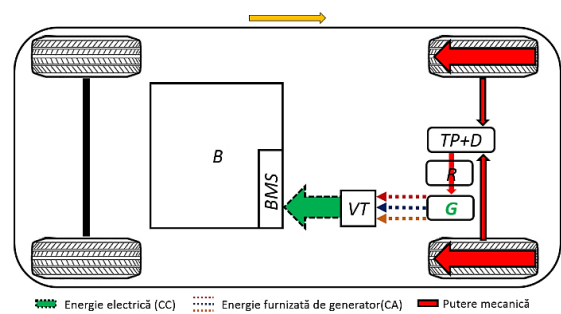 TP+D
B
R
BMS
VT
G
Energie electrică (CC)
Energie furnizată de generator(CA)
Putere mecanică